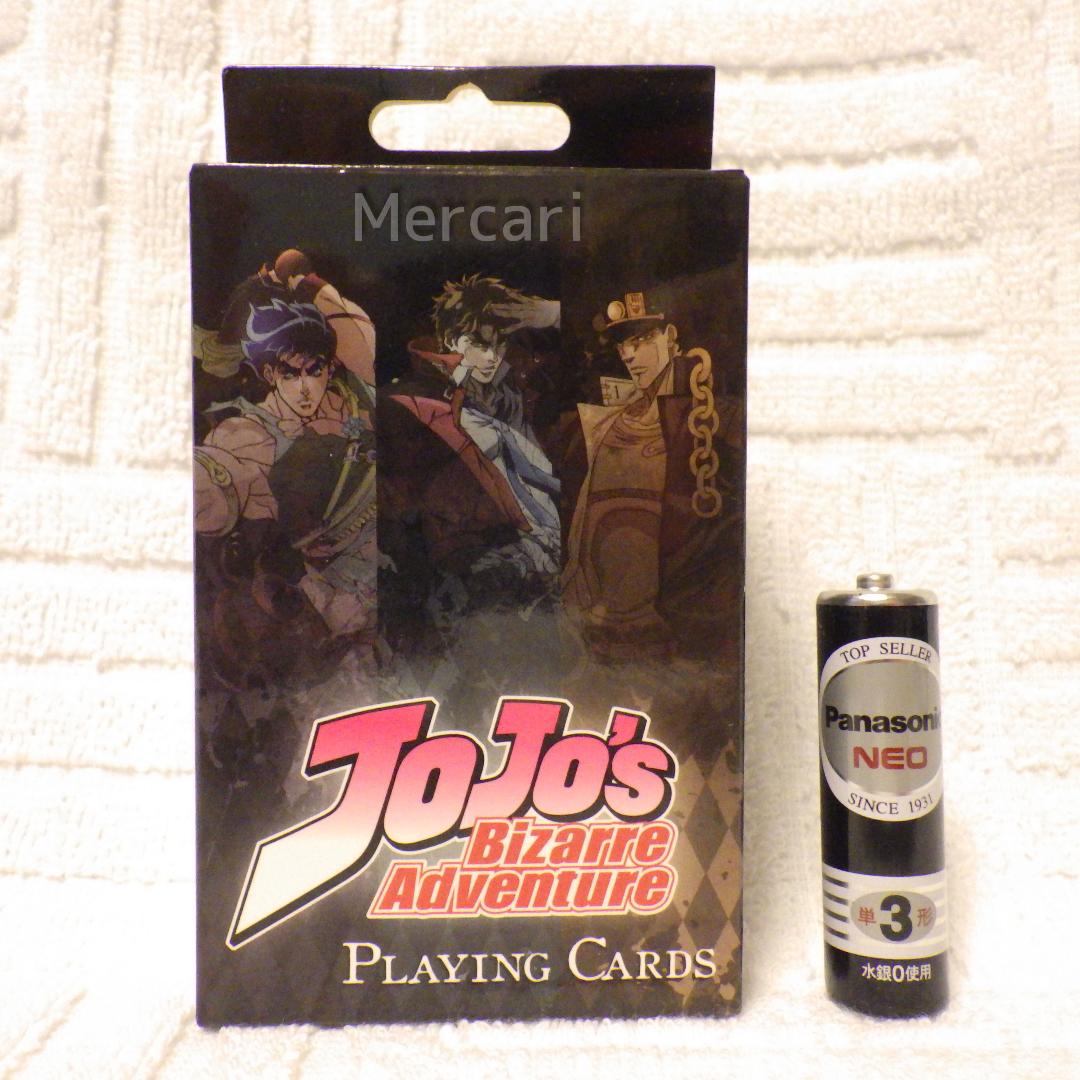 Mercari
JoJo's
Bizarre
Adventure
Playing Cards
TOP SELLER
Panasonic
NEO
SINCE 1931
単3形
水銀0使用